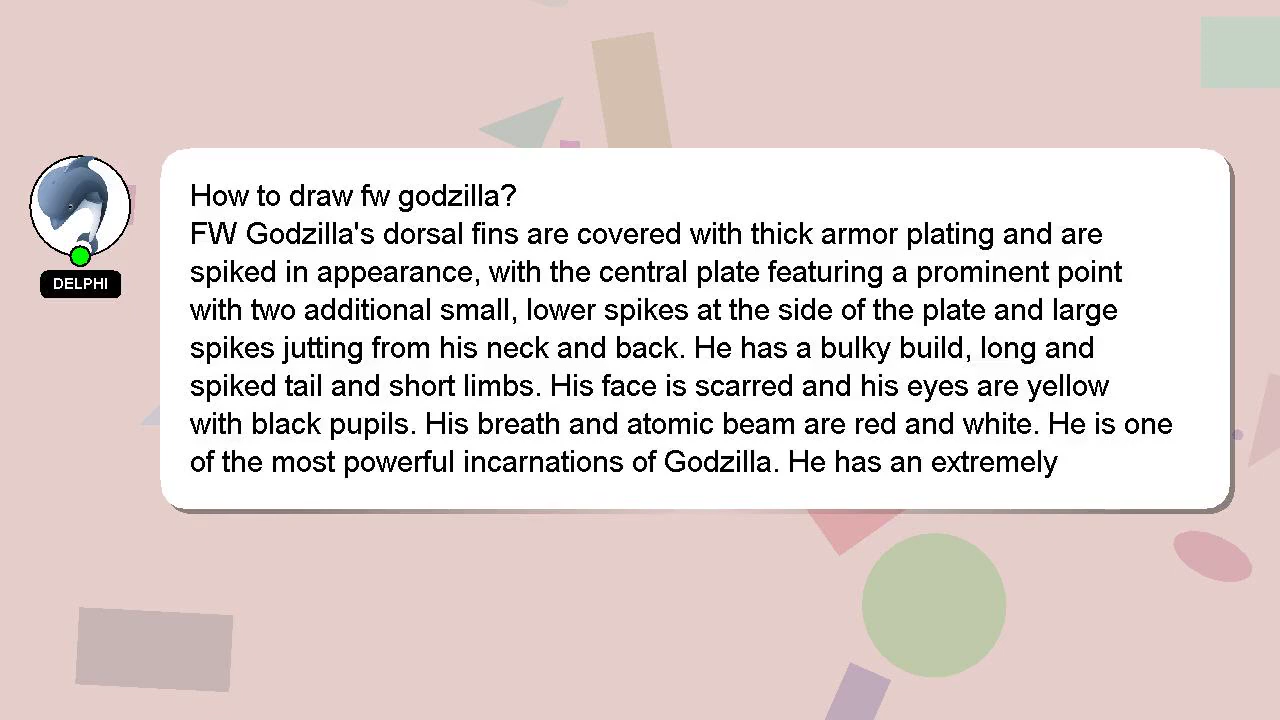 DELPHI
How to draw fw godzilla?
FW Godzilla's dorsal fins are covered with thick armor plating and are
spiked in appearance, with the central plate featuring a prominent point
with two additional small, lower spikes at the side of the plate and large
spikes jutting from his neck and back. He has a bulky build, long and
spiked tail and short limbs. His face is scarred and his eyes are yellow
with black pupils. His breath and atomic beam are red and white. He is one
of the most powerful incarnations of Godzilla. He has an extremely